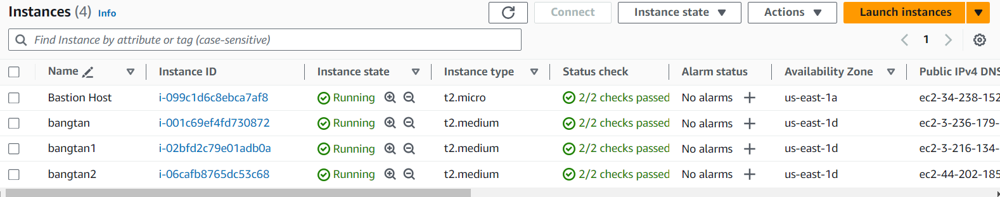 Instances (4) Info Connect Instance state Actions Launch instances
Find Instance by attribute or tag (case-sensitive) 1
Name Instance ID Instance state Instance type Status check Alarm status Availability Zone Public IPv4 DNS
Bastion Host i-099c1d6c8ebca7af8 Running t2.micro 2/2 checks passed No alarms us-east-1a ec2-34-238-152
bangtan i-001c69ef4fd730872 Running t2.medium 2/2 checks passed No alarms us-east-1d ec2-3-236-179-
bangtan1 i-02bfd2c79e01adb0a Running t2.medium 2/2 checks passed No alarms us-east-1d ec2-3-216-134-
bangtan2 i-06cafb8765dc53c68 Running t2.medium 2/2 checks passed No alarms us-east-1d ec2-44-202-185